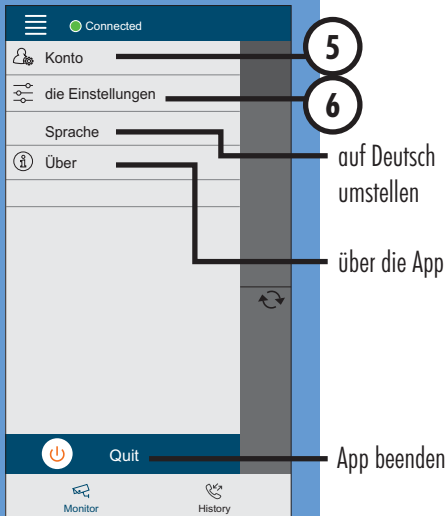 Connected
Konto
5
die Einstellungen
6
Sprache
auf Deutsch
umstellen
Über
über die App
Quit
App beenden
Monitor
History